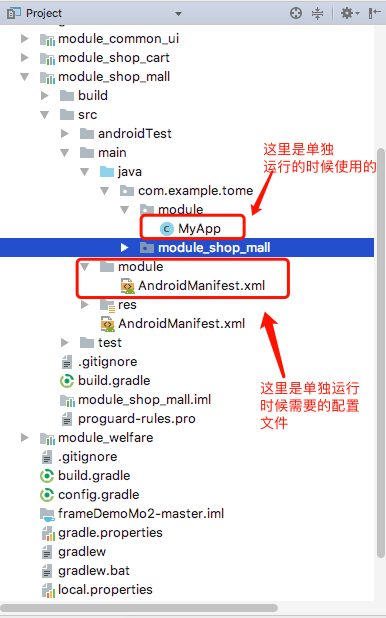 Project
module_common_ui
module_shop_cart
module_shop_mall
build
src
androidTest
main
java
com.example.tome
module
MyApp
module_shop_mall
module
AndroidManifest.xml
res
AndroidManifest.xml
test
.gitignore
build.gradle
module_shop_mall.iml
proguard-rules.pro
module_welfare
.gitignore
build.gradle
config.gradle
frameDemoMo2-master.iml
gradle.properties
gradlew
gradlew.bat
local.properties
这里是单独
运行的时候使用的
这里是单独运行
时候需要的配置
文件